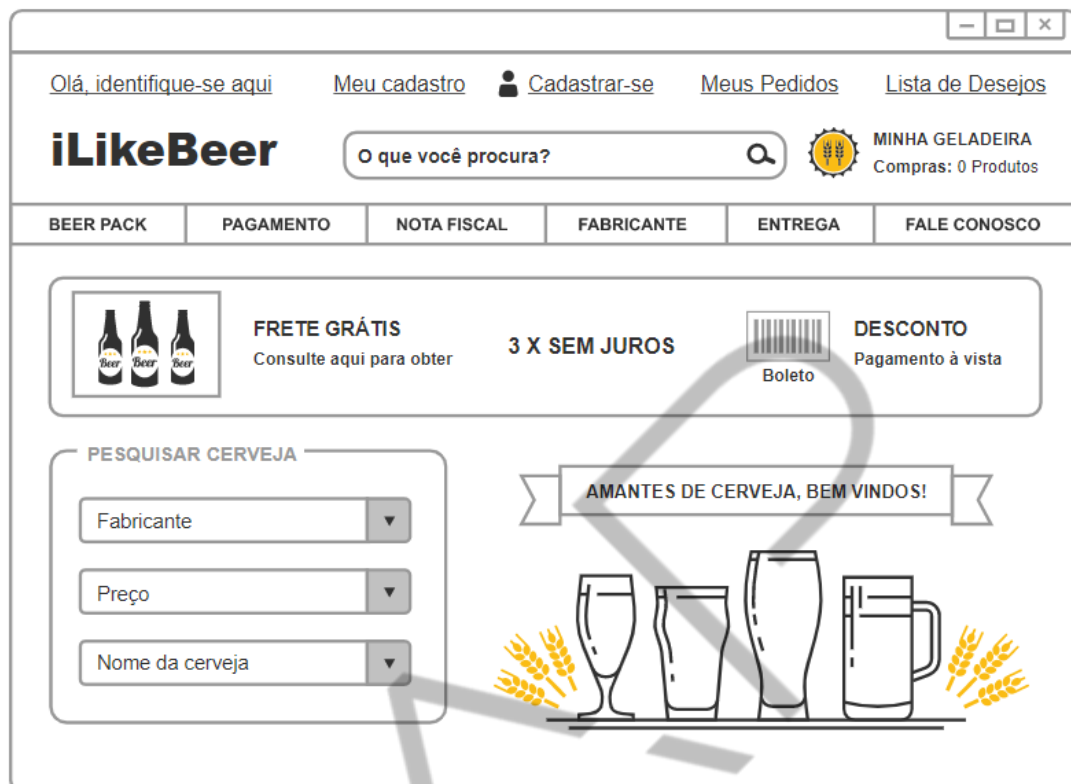 Olá, identifique-se aqui Meu cadastro Cadastrar-se Meus Pedidos Lista de Desejos
iLikeBeer
O que você procura?
MINHA GELADEIRA
Compras: 0 Produtos
BEER PACK PAGAMENTO NOTA FISCAL FABRICANTE ENTREGA FALE CONOSCO
Beer Beer Beer
FRETE GRÁTIS
Consulte aqui para obter
3 X SEM JUROS
Boleto
DESCONTO
Pagamento à vista
PESQUISAR CERVEJA
Fabricante
Preço
Nome da cerveja
AMANTES DE CERVEJA, BEM VINDOS!